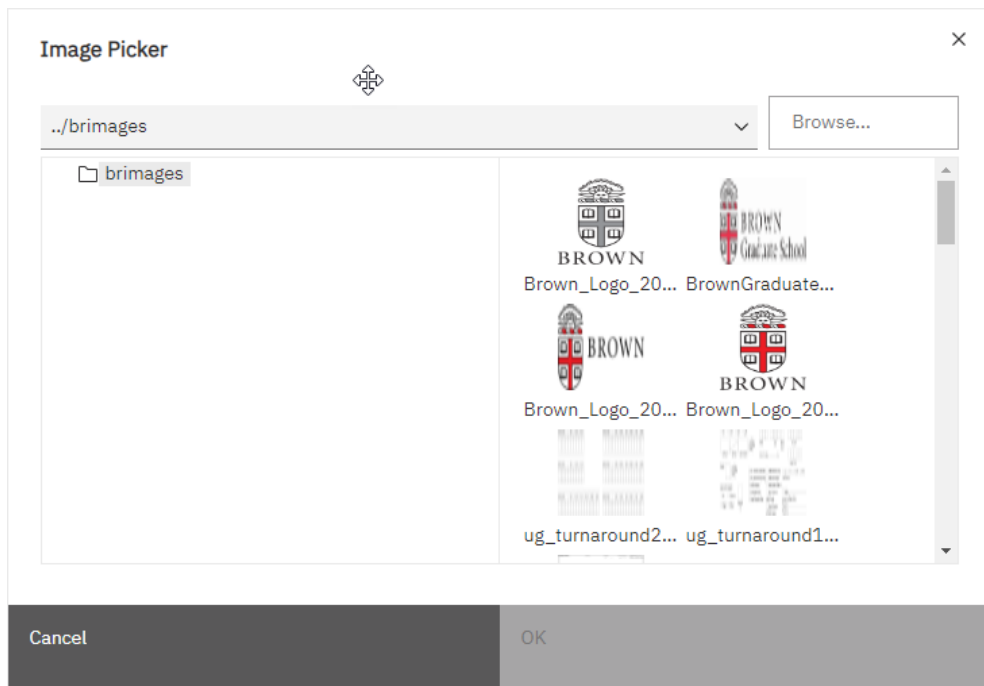 Image Picker
../brimages
Browse...
brimages
BROWN
BROWN
Graduate School
Brown_Logo_20...
BrownGraduate...
BROWN
BROWN
Brown_Logo_20...
Brown_Logo_20...
ug_turnaround2...
ug_turnaround1...
Cancel
OK